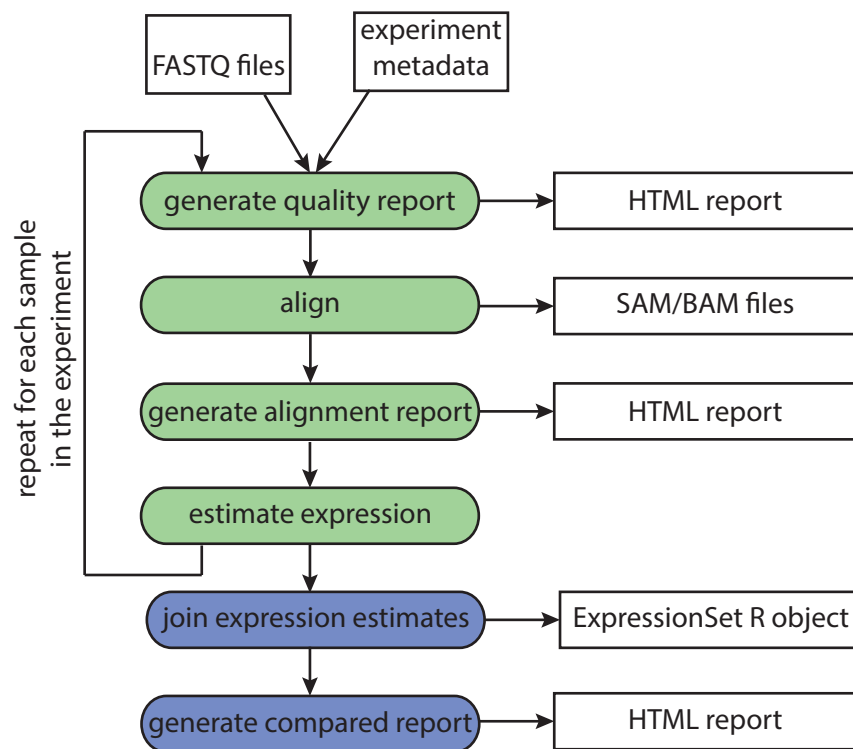 FASTQ files
experiment
metadata
generate quality report
HTML report
align
SAM/BAM files
generate alignment report
HTML report
estimate expression
repeat for each sample
in the experiment
join expression estimates
ExpressionSet R object
generate compared report
HTML report